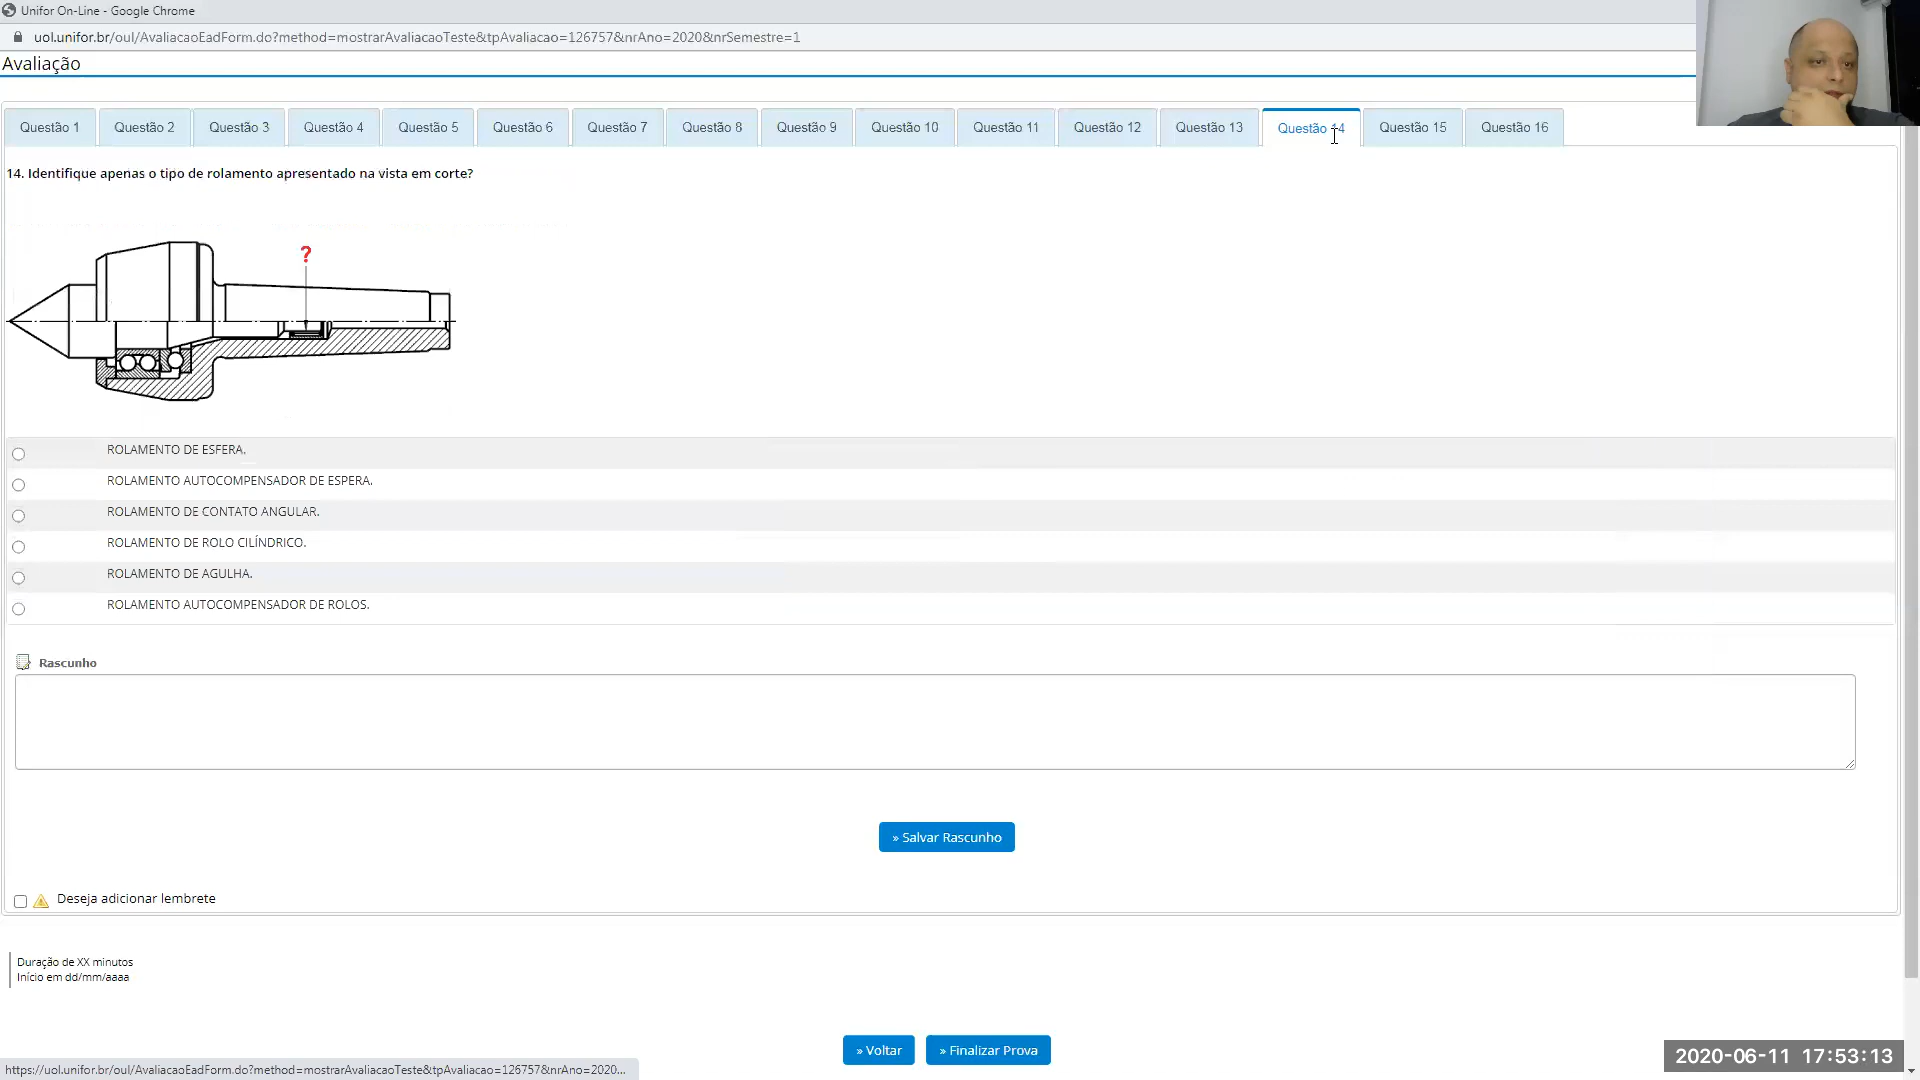 Unifor On-Line - Google Chrome
uol.unifor.br/oul/AvaliacaoEadForm.do?method=mostrarAvaliacaoTeste&tpAvaliacao=126757&nrAno=2020&nrSemestre=1
Avaliação
Questão 1 Questão 2 Questão 3 Questão 4 Questão 5 Questão 6 Questão 7 Questão 8 Questão 9 Questão 10 Questão 11 Questão 12 Questão 13 Questão 14 Questão 15 Questão 16
14. Identifique apenas o tipo de rolamento apresentado na vista em corte?
?
ROLAMENTO DE ESFERA.
ROLAMENTO AUTOCOMPENSADOR DE ESPERA.
ROLAMENTO DE CONTATO ANGULAR.
ROLAMENTO DE ROLO CILÍNDRICO.
ROLAMENTO DE AGULHA.
ROLAMENTO AUTOCOMPENSADOR DE ROLOS.
Rascunho
» Salvar Rascunho
Deseja adicionar lembrete
Duração de XX minutos
Início em dd/mm/aaaa
» Voltar » Finalizar Prova
https://uol.unifor.br/oul/AvaliacaoEadForm.do?method=mostrarAvaliacaoTeste&tpAvaliacao=126757&nrAno=2020...
2020-06-11 17:53:13